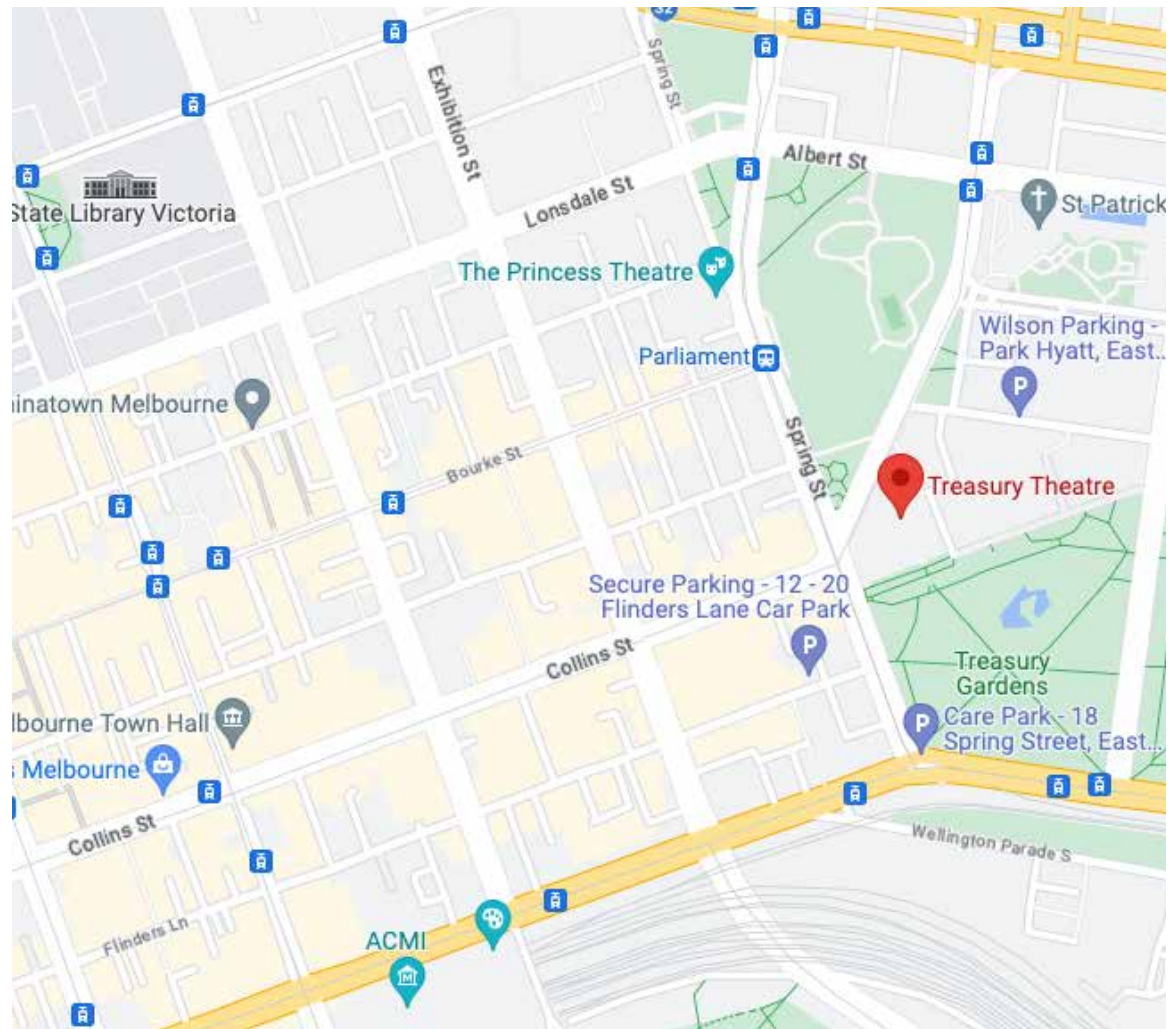 32
Spring St
Exhibition St
Albert St
State Library Victoria
Lonsdale St
St Patrick
The Princess Theatre
Wilson Parking -
Park Hyatt, East...
Parliament
inatown Melbourne
Spring St
Bourke St
Treasury Theatre
Secure Parking - 12 - 20
Flinders Lane Car Park
Collins St
Treasury
Gardens
lbourne Town Hall
Care Park - 18
Spring Street, East...
s Melbourne
Collins St
Wellington Parade S
Flinders Ln
ACMI
M
P
P
P